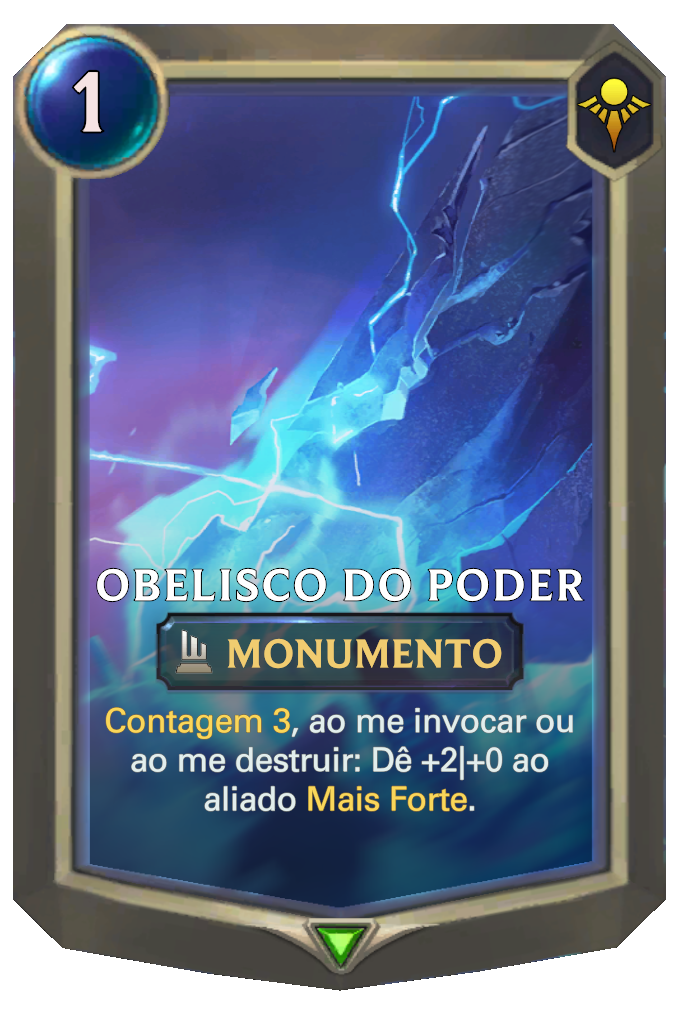 1
OBELISCO DO PODER
MONUMENTO
Contagem 3, ao me invocar ou
ao me destruir: Dê +2|+0 ao
aliado Mais Forte.